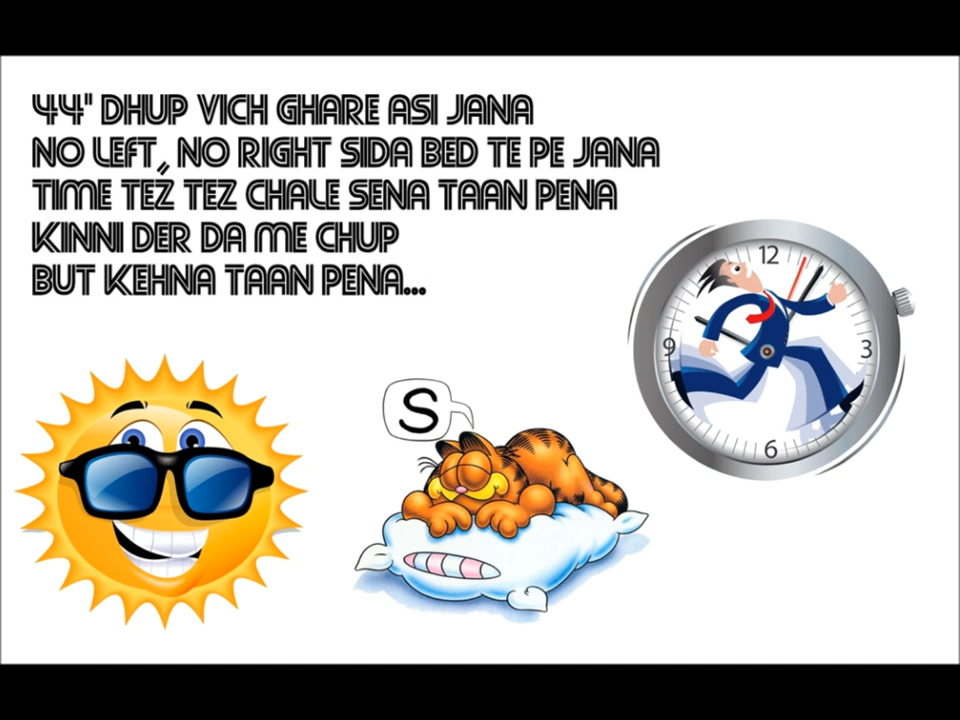 44" DHUP VICH GHARE ASI JANA
NO LEFT, NO RIGHT SIDA BED TE PE JANA
TIME TEZ TEZ CHALE SENA TAAN PENA
KINNI DER DA ME CHUP
BUT KEHNA TAAN PENA...
S
12
9
3
6